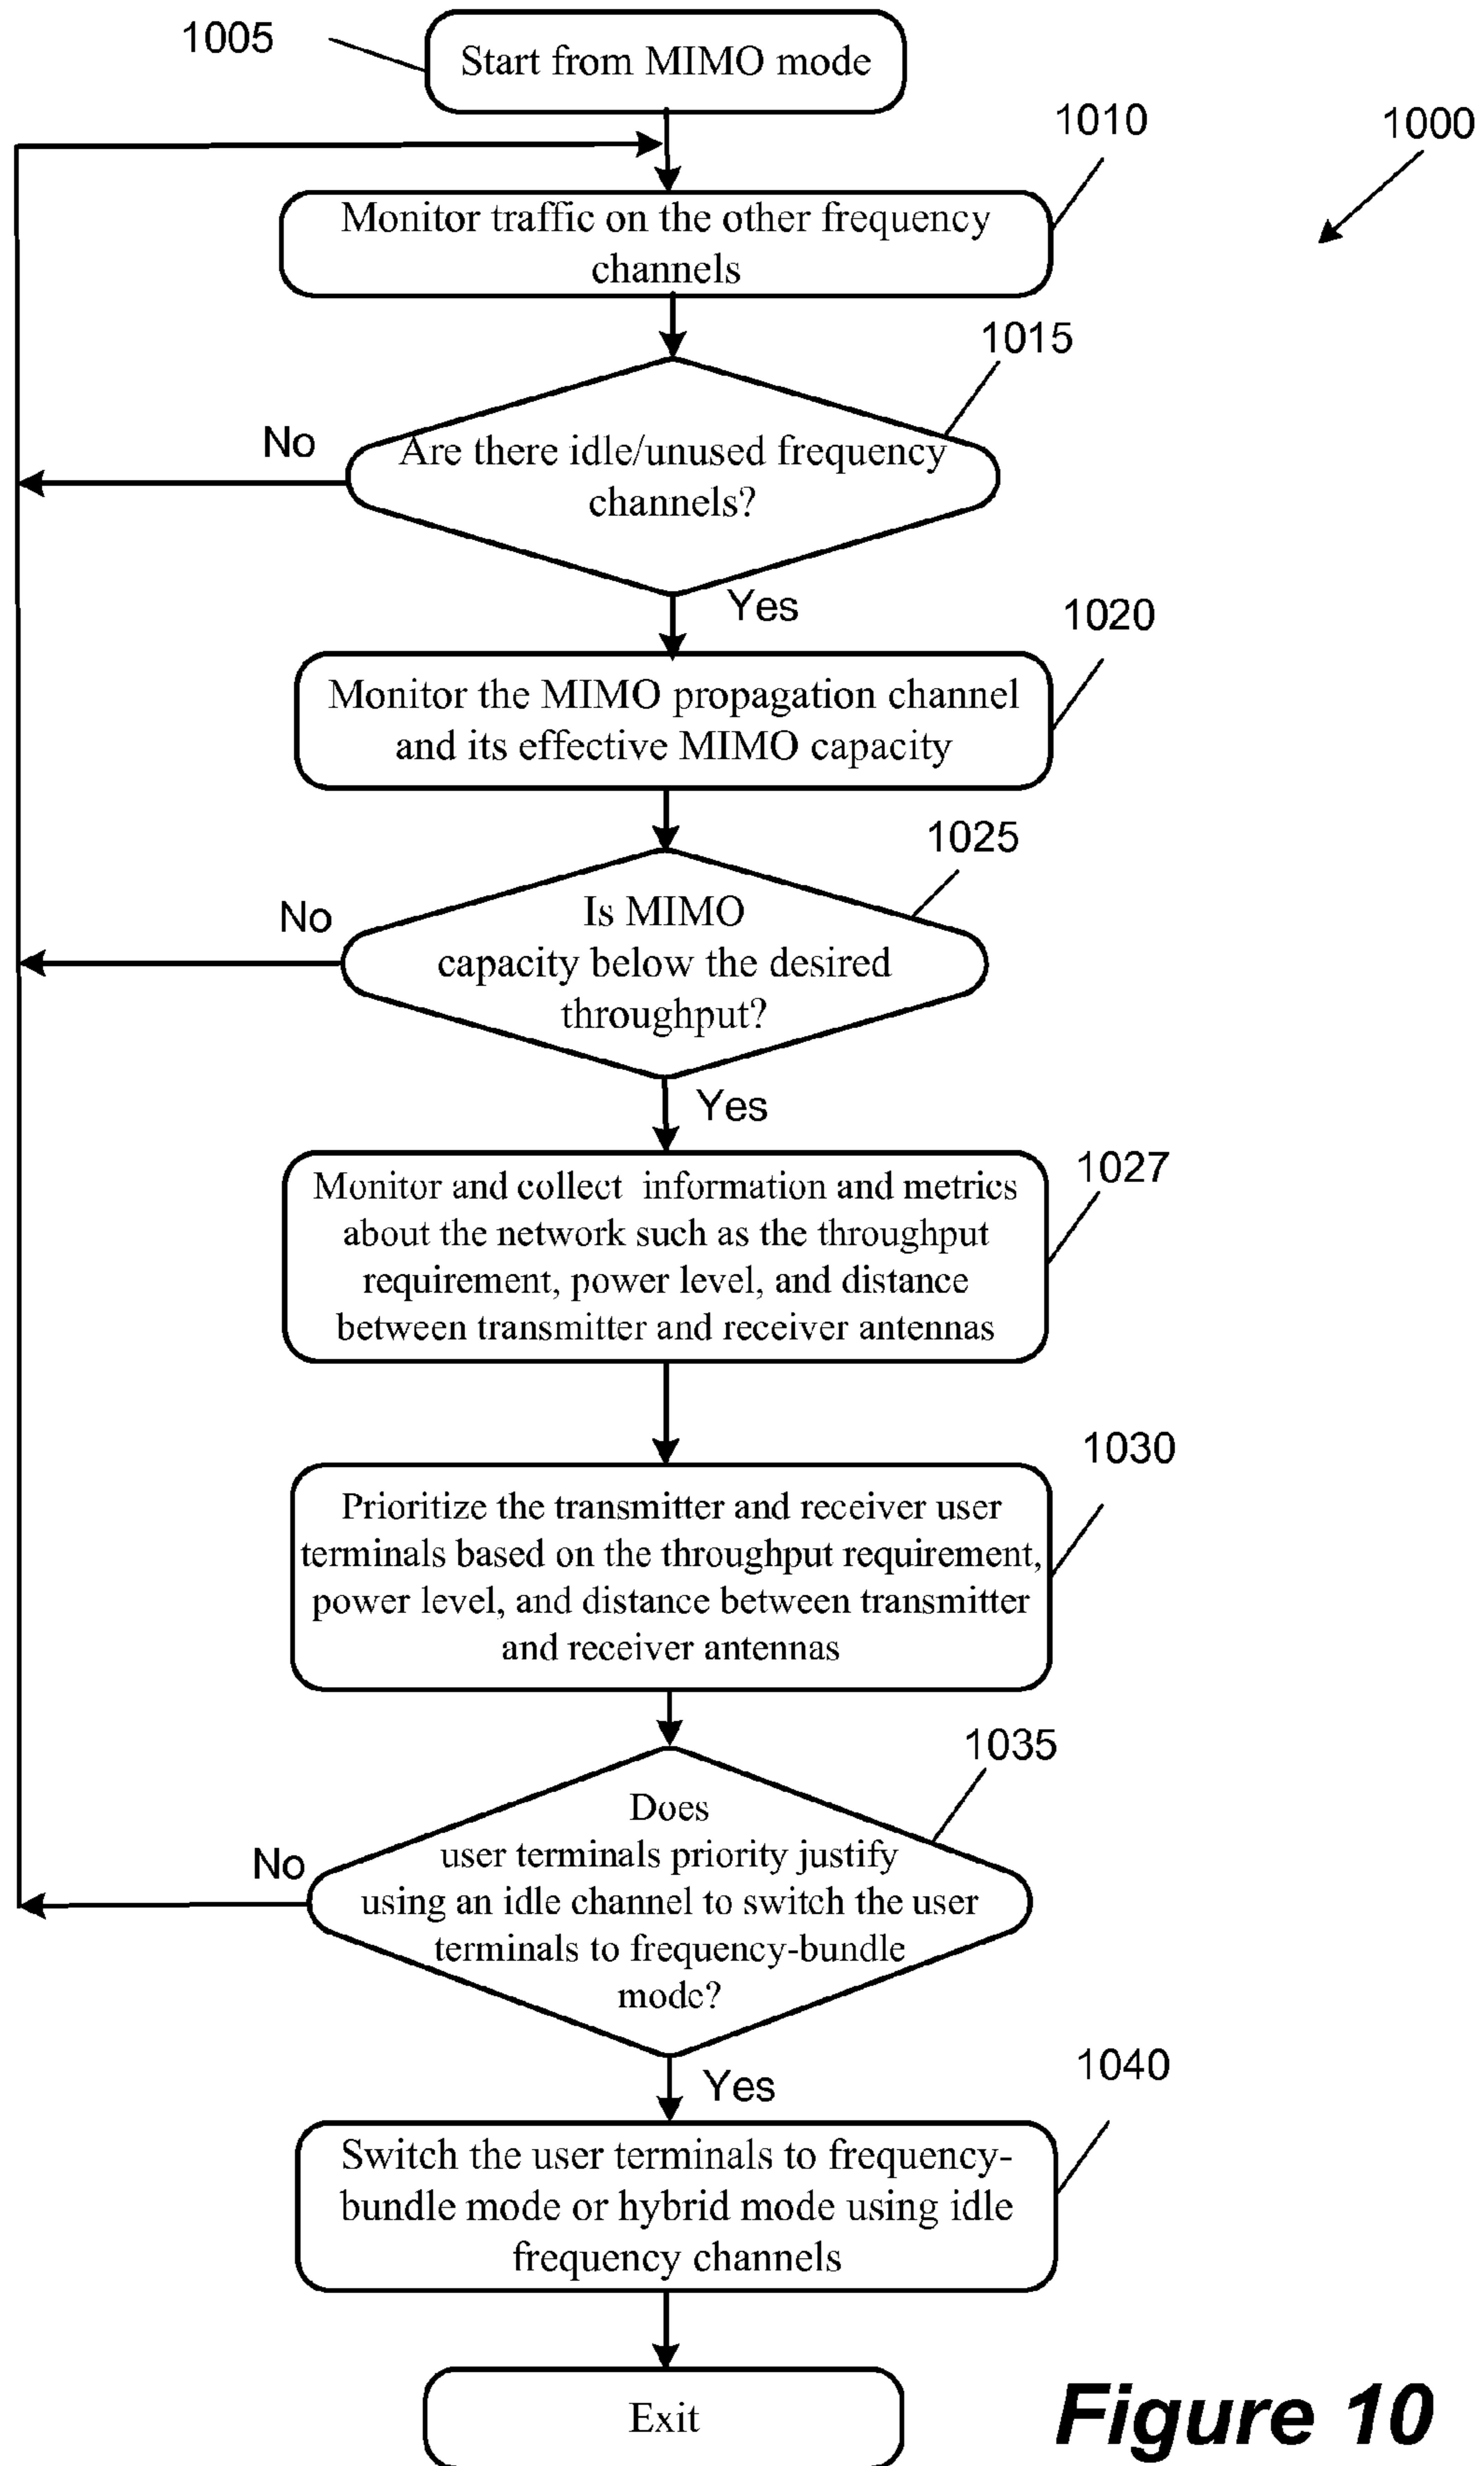 1005
Start from MIMO mode
1010
1000
Monitor traffic on the other frequency
channels
1015
No
Are there idle/unused frequency
channels?
Yes
1020
Monitor the MIMO propagation channel
and its effective MIMO capacity
1025
No
Is MIMO
capacity below the desired
throughput?
Yes
1027
Monitor and collect information and metrics
about the network such as the throughput
requirement, power level, and distance
between transmitter and receiver antennas
1030
Prioritize the transmitter and receiver user
terminals based on the throughput requirement,
power level, and distance between transmitter
and receiver antennas
1035
No
Does
user terminals priority justify
using an idle channel to switch the user
terminals to frequency-bundle
mode?
Yes
1040
Switch the user terminals to frequency-
bundle mode or hybrid mode using idle
frequency channels
Exit
Figure 10